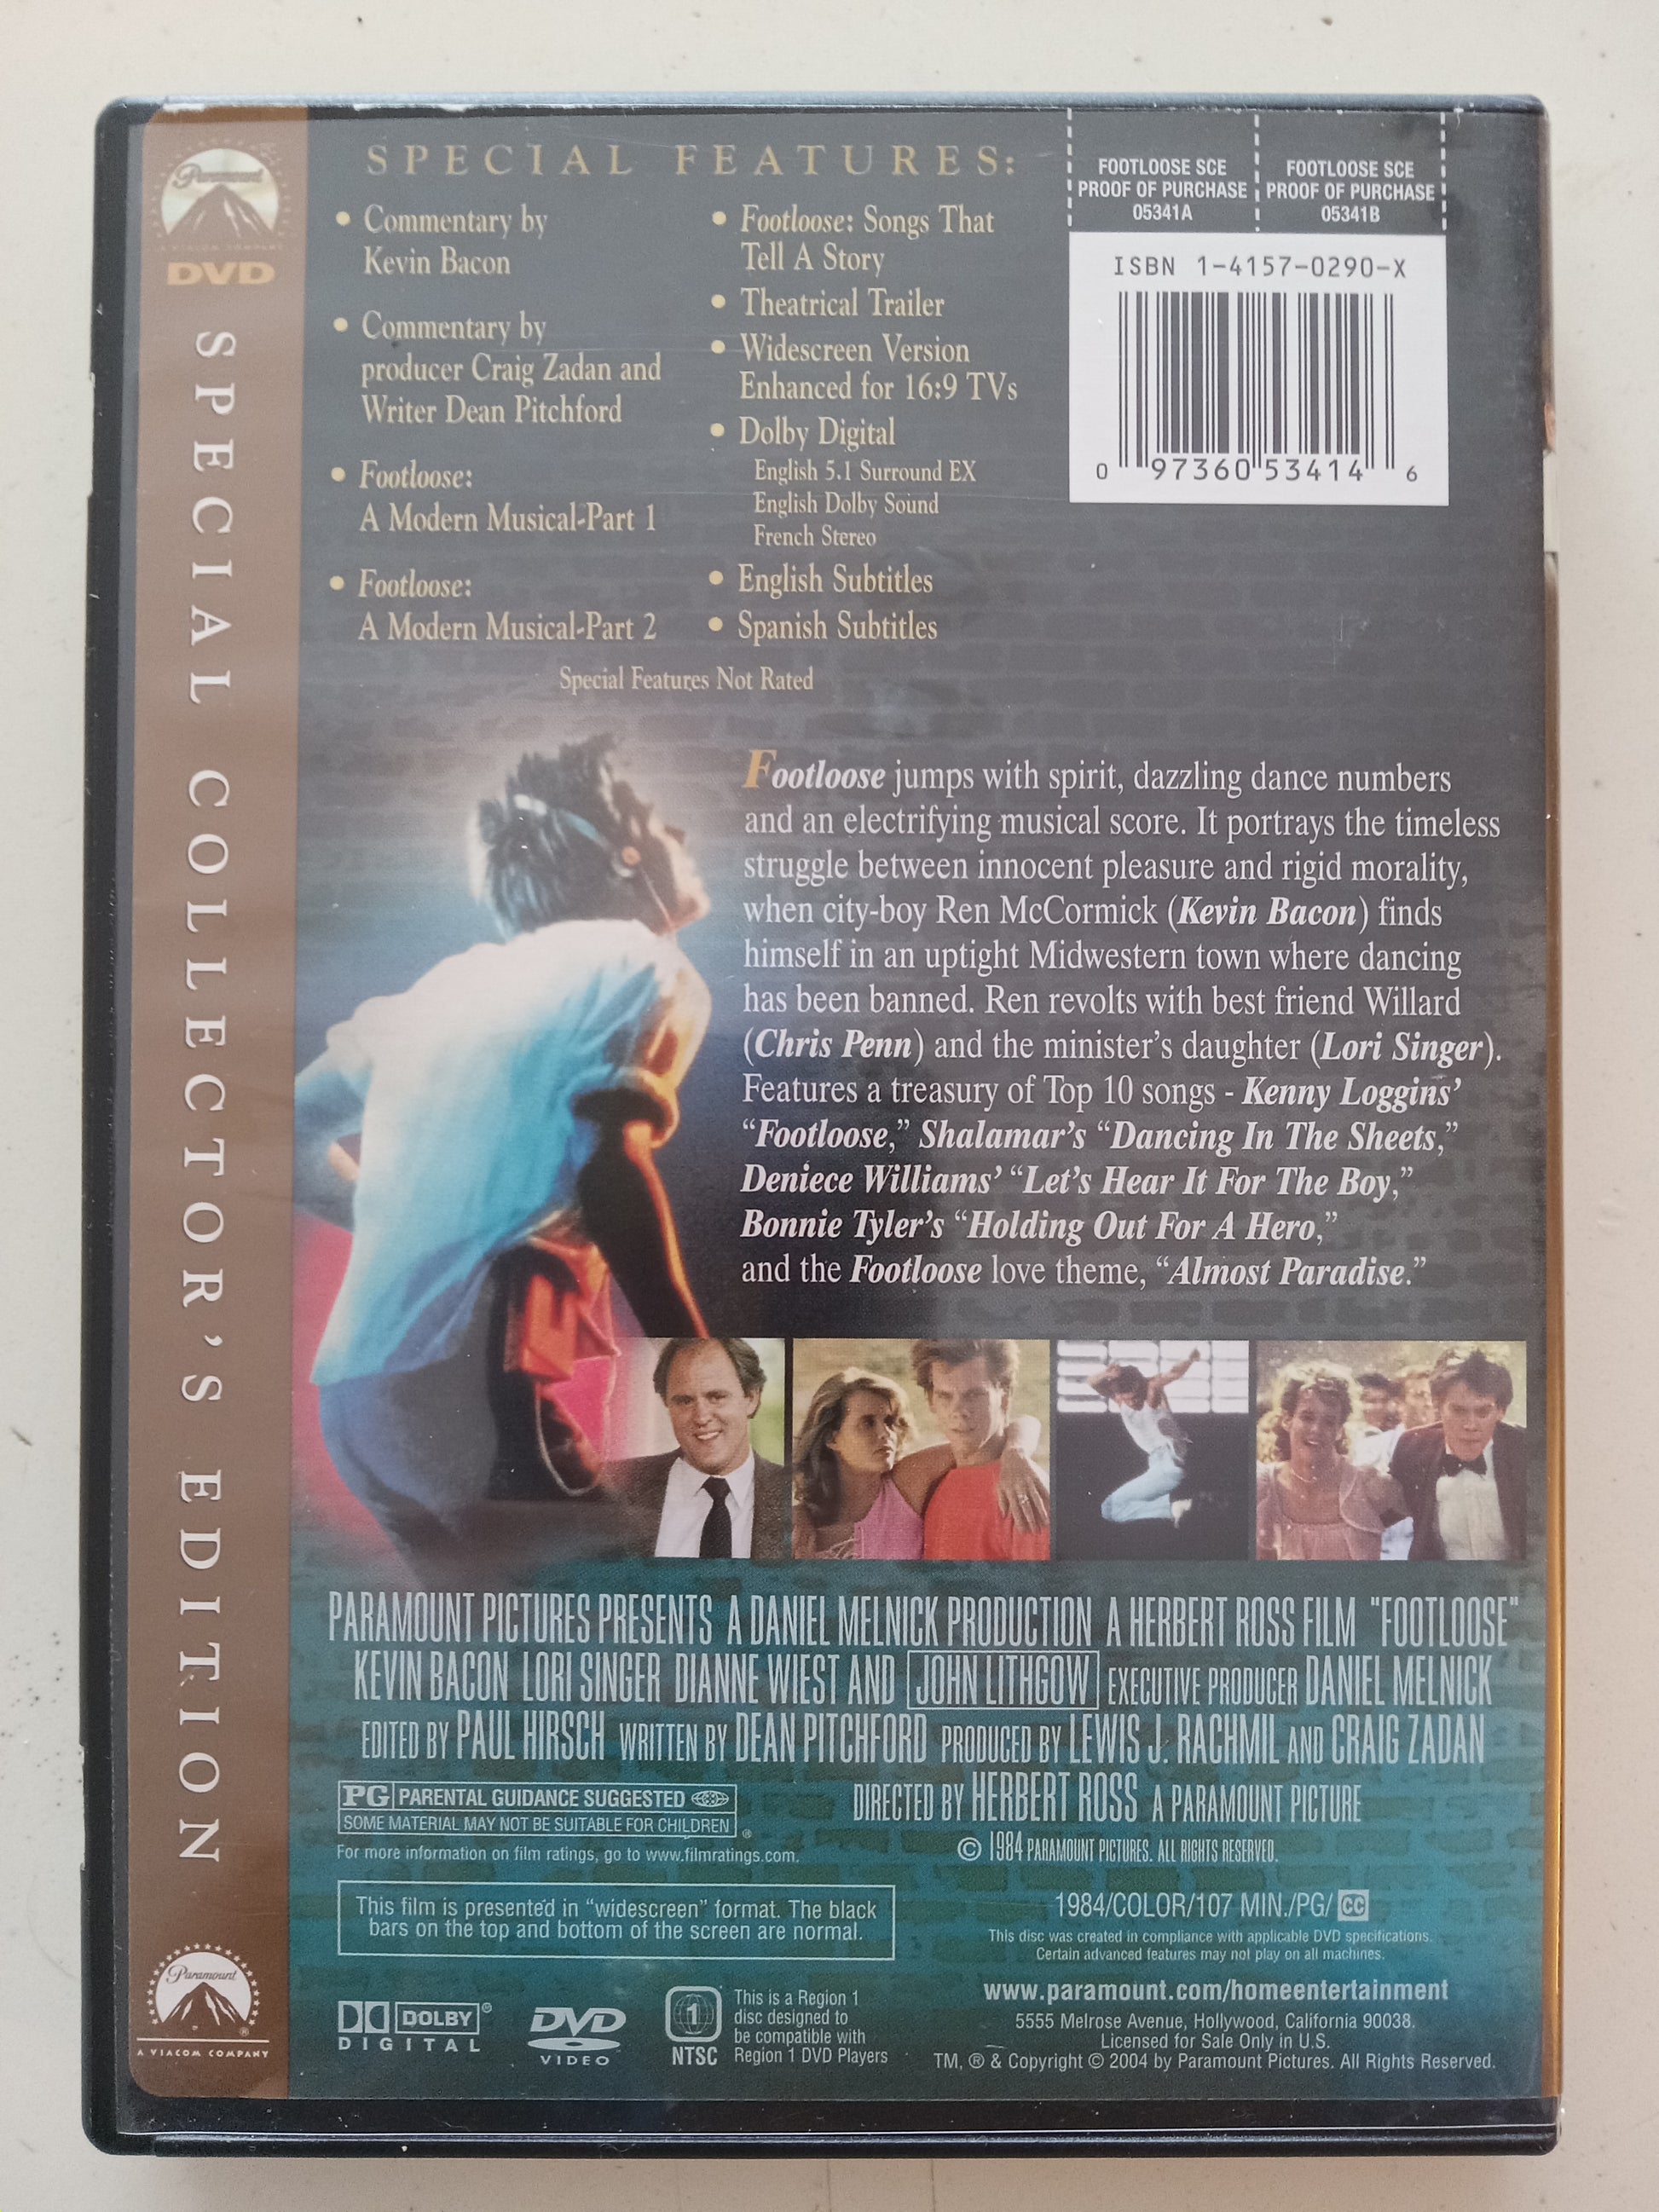 Paramount
A VIACOM COMPANY
DVD
SPECIAL COLLECTOR'S EDITION
Paramount
A VIACOM COMPANY
SPECIAL FEATURES:
• Commentary by
Kevin Bacon
• Commentary by
producer Craig Zadan and
Writer Dean Pitchford
• Footloose:
A Modern Musical-Part 1
• Footloose:
A Modern Musical-Part 2
• Footloose: Songs That
Tell A Story
• Theatrical Trailer
• Widescreen Version
Enhanced for 16:9 TVs
• Dolby Digital
English 5.1 Surround EX
English Dolby Sound
French Stereo
• English Subtitles
• Spanish Subtitles
Special Features Not Rated
FOOTLOOSE SCE
PROOF OF PURCHASE
05341A
FOOTLOOSE SCE
PROOF OF PURCHASE
05341B
ISBN 1-4157-0290-X
0 97360 53414 6
Footloose jumps with spirit, dazzling dance numbers
and an electrifying musical score. It portrays the timeless
struggle between innocent pleasure and rigid morality,
when city-boy Ren McCormick (Kevin Bacon) finds
himself in an uptight Midwestern town where dancing
has been banned. Ren revolts with best friend Willard
(Chris Penn) and the minister's daughter (Lori Singer).
Features a treasury of Top 10 songs - Kenny Loggins'
“Footloose,” Shalamar's “Dancing In The Sheets,”
Deniece Williams' “Let's Hear It For The Boy,”
Bonnie Tyler's “Holding Out For A Hero,”
and the Footloose love theme, “Almost Paradise.”
PARAMOUNT PICTURES PRESENTS A DANIEL MELNICK PRODUCTION A HERBERT ROSS FILM "FOOTLOOSE"
KEVIN BACON LORI SINGER DIANNE WIEST AND JOHN LITHGOW EXECUTIVE PRODUCER DANIEL MELNICK
EDITED BY PAUL HIRSCH WRITTEN BY DEAN PITCHFORD PRODUCED BY LEWIS J. RACHMIL AND CRAIG ZADAN
DIRECTED BY HERBERT ROSS A PARAMOUNT PICTURE
© 1984 PARAMOUNT PICTURES. ALL RIGHTS RESERVED.
PG PARENTAL GUIDANCE SUGGESTED
SOME MATERIAL MAY NOT BE SUITABLE FOR CHILDREN ®
For more information on film ratings, go to www.filmratings.com.
This film is presented in “widescreen” format. The black
bars on the top and bottom of the screen are normal.
1984/COLOR/107 MIN./PG/CC
This disc was created in compliance with applicable DVD specifications.
Certain advanced features may not play on all machines.
DOLBY ®
DIGITAL
DVD
VIDEO
1
NTSC
This is a Region 1
disc designed to
be compatible with
Region 1 DVD Players
www.paramount.com/homeentertainment
5555 Melrose Avenue, Hollywood, California 90038.
Licensed for Sale Only in U.S.
TM, ® & Copyright © 2004 by Paramount Pictures. All Rights Reserved.